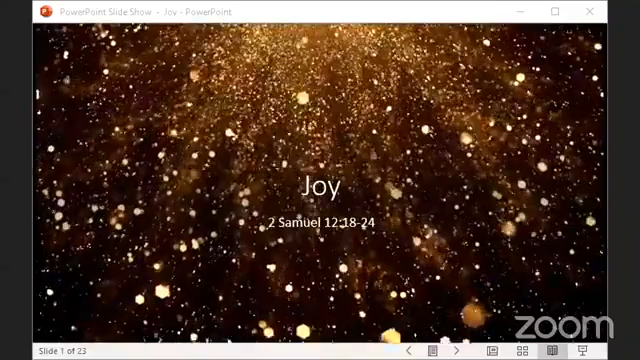 PowerPoint Slide Show - Joy - PowerPoint
Joy
2 Samuel 12:18-24
zoom
Slide 1 of 23